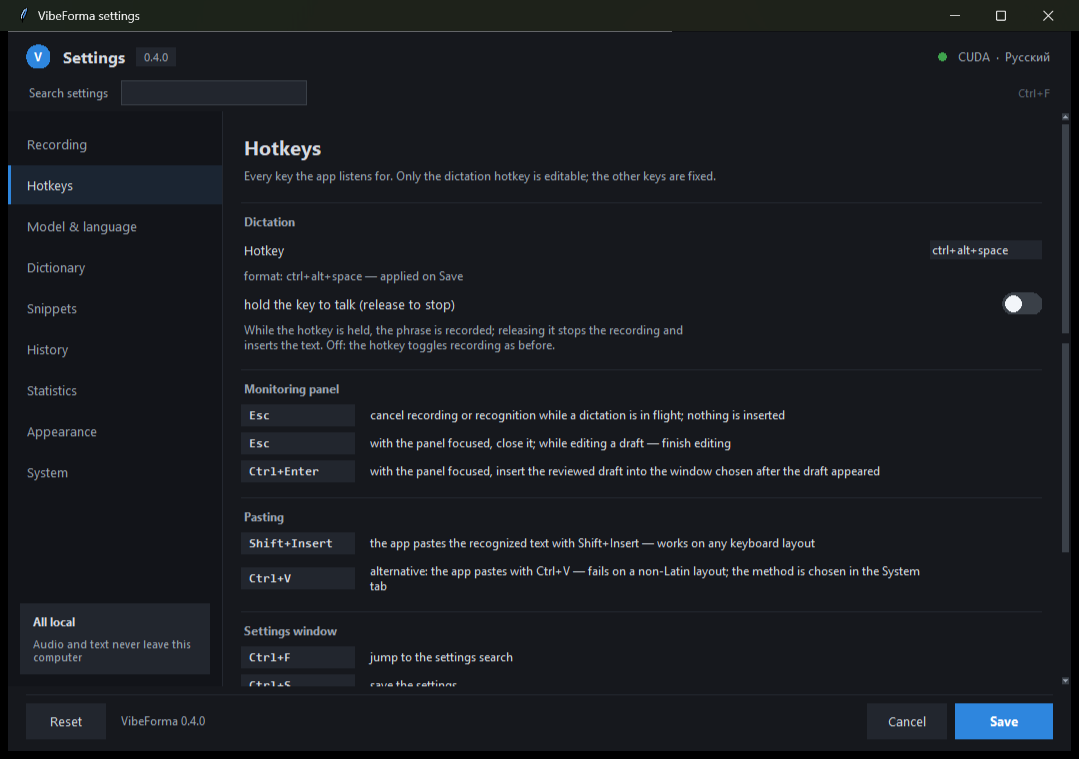 VibeForma settings
V Settings 0.4.0 CUDA · Русский
Search settings Ctrl+F
Recording
Hotkeys
Model & language
Dictionary
Snippets
History
Statistics
Appearance
System
All local
Audio and text never leave this
computer
Hotkeys
Every key the app listens for. Only the dictation hotkey is editable; the other keys are fixed.
Dictation
Hotkey ctrl+alt+space
format: ctrl+alt+space — applied on Save
hold the key to talk (release to stop)
While the hotkey is held, the phrase is recorded; releasing it stops the recording and
inserts the text. Off: the hotkey toggles recording as before.
Monitoring panel
Esc cancel recording or recognition while a dictation is in flight; nothing is inserted
Esc with the panel focused, close it; while editing a draft — finish editing
Ctrl+Enter with the panel focused, insert the reviewed draft into the window chosen after the draft appeared
Pasting
Shift+Insert the app pastes the recognized text with Shift+Insert — works on any keyboard layout
Ctrl+V alternative: the app pastes with Ctrl+V — fails on a non-Latin layout; the method is chosen in the System
tab
Settings window
Ctrl+F jump to the settings search
Ctrl+S save the settings
Reset VibeForma 0.4.0 Cancel Save